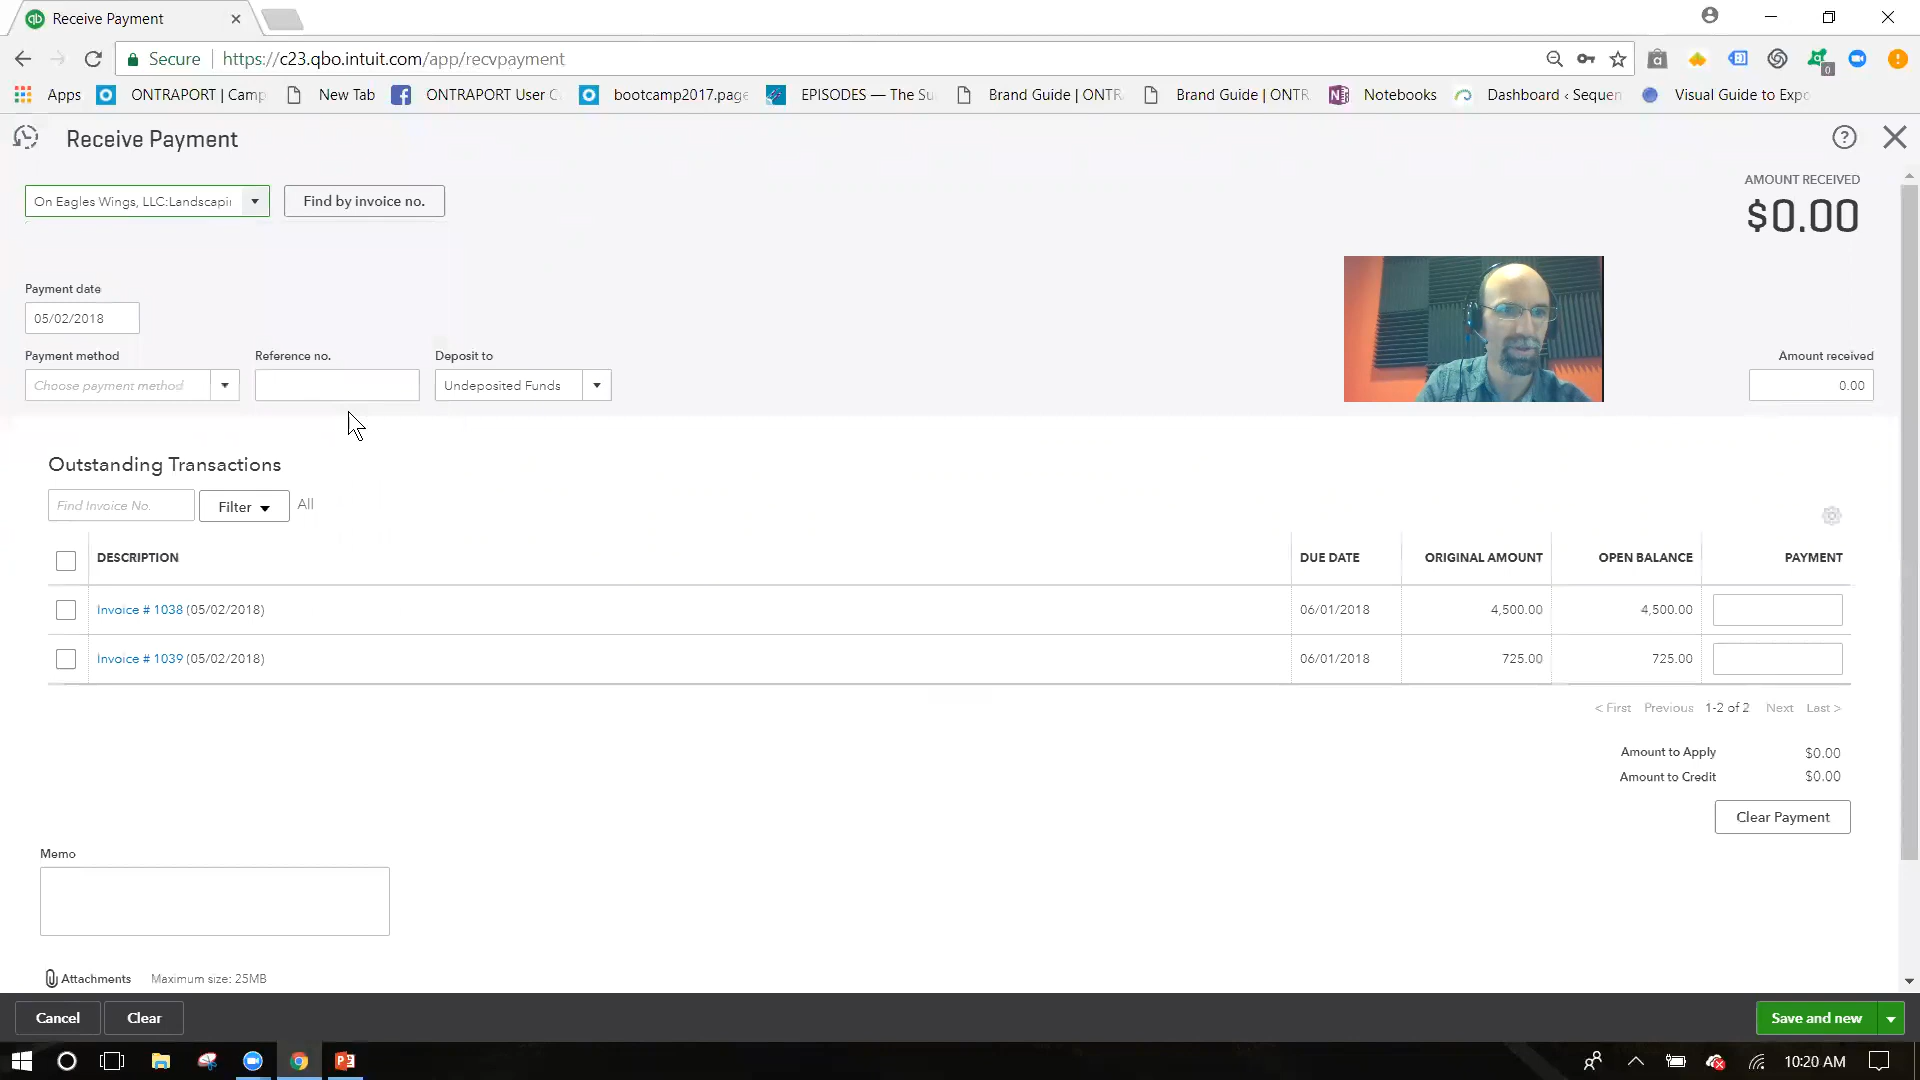 Receive Payment
Secure https://c23.qbo.intuit.com/app/recvpayment
0
Apps ONTRAPORT | Camp New Tab ONTRAPORT User C bootcamp2017.page EPISODES — The Su Brand Guide | ONTR Brand Guide | ONTR Notebooks Dashboard ‹ Sequen Visual Guide to Expo
Receive Payment
AMOUNT RECEIVED
$0.00
On Eagles Wings, LLC:Landscapin Find by invoice no.
Payment date
05/02/2018
Payment method Reference no. Deposit to Amount received
Choose payment method Undeposited Funds 0.00
Outstanding Transactions
Find Invoice No. Filter All
DESCRIPTION DUE DATE ORIGINAL AMOUNT OPEN BALANCE PAYMENT
Invoice # 1038 (05/02/2018) 06/01/2018 4,500.00 4,500.00
Invoice # 1039 (05/02/2018) 06/01/2018 725.00 725.00
< First Previous 1-2 of 2 Next Last >
Amount to Apply $0.00
Amount to Credit $0.00
Clear Payment
Memo
Attachments Maximum size: 25MB
Cancel Clear Save and new
10:20 AM